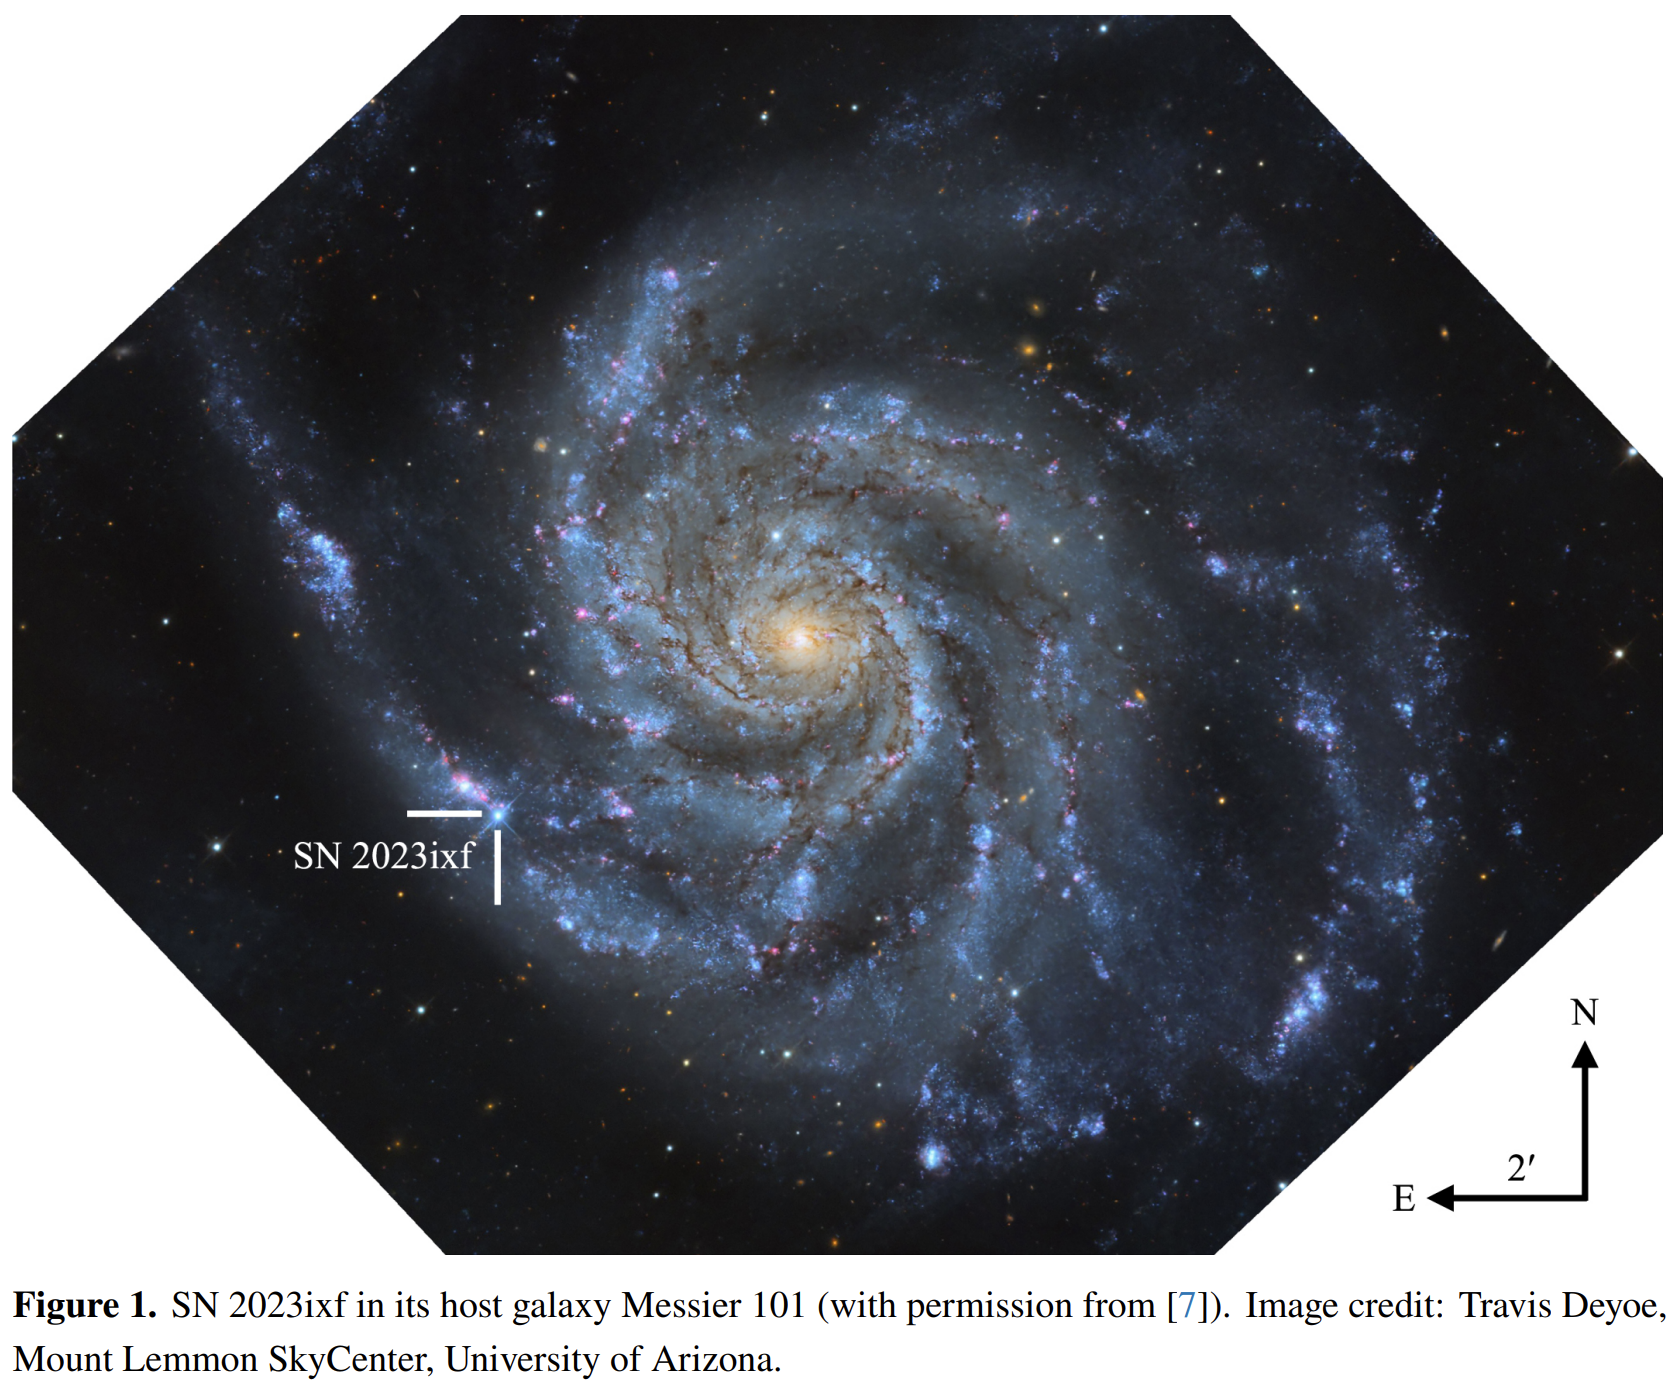 SN 2023ixf
N
2′
E
Figure 1. SN 2023ixf in its host galaxy Messier 101 (with permission from [7]). Image credit: Travis Deyoe,
Mount Lemmon SkyCenter, University of Arizona.